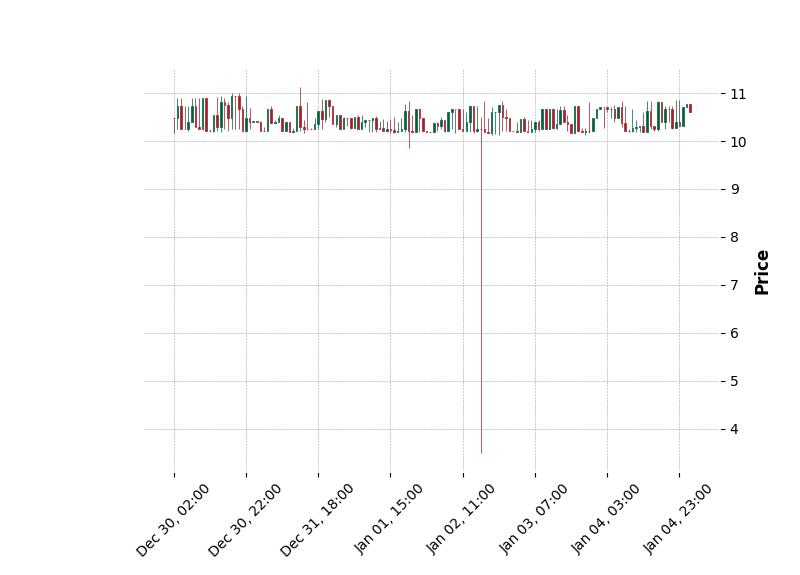 11
10
9
8
7
6
5
4
Price
Dec 30, 02:00
Dec 30, 22:00
Dec 31, 18:00
Jan 01, 15:00
Jan 02, 11:00
Jan 03, 07:00
Jan 04, 03:00
Jan 04, 23:00